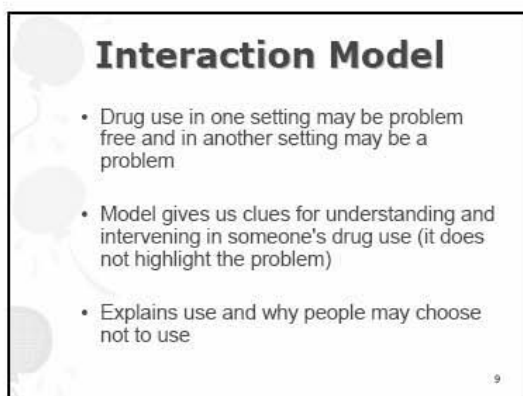 Interaction Model
• Drug use in one setting may be problem
free and in another setting may be a
problem
• Model gives us clues for understanding and
intervening in someone's drug use (it does
not highlight the problem)
• Explains use and why people may choose
not to use
9